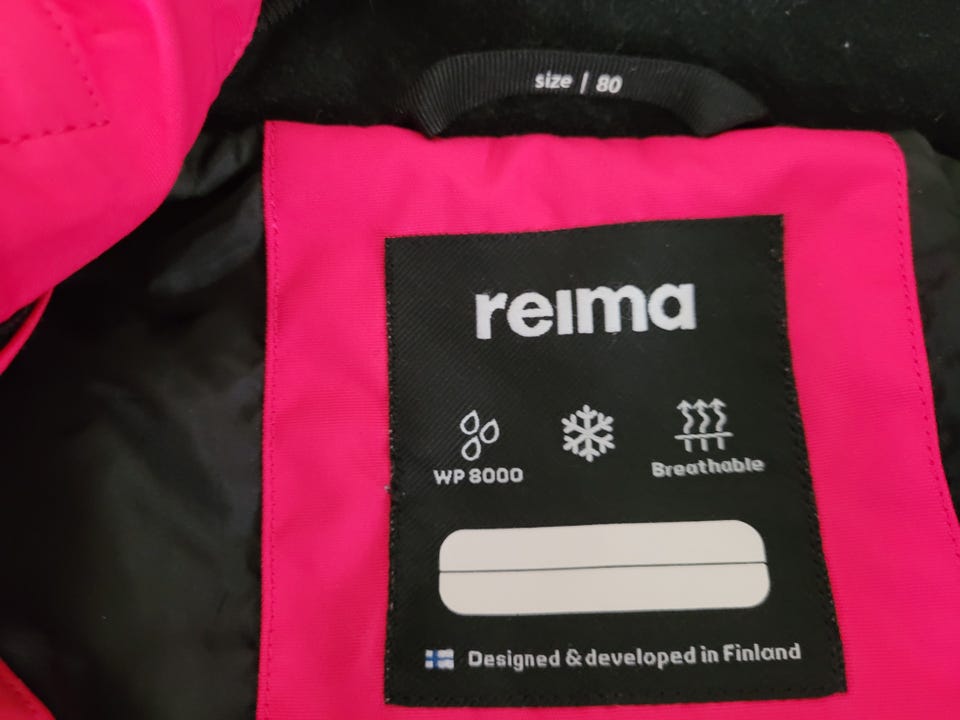 size | 80
reima
WP 8000
Breathable
Designed & developed in Finland